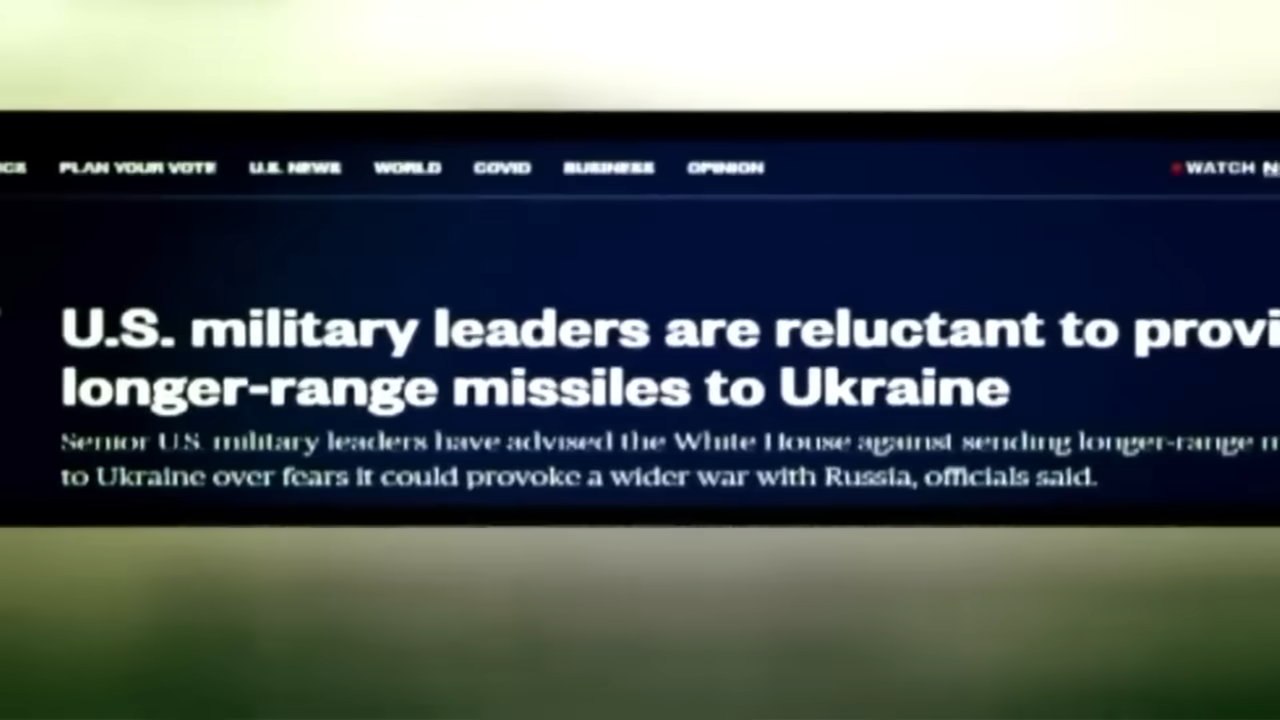 PLAN YOUR VOTE U.S. NEWS WORLD COVID BUSINESS OPINION WATCH
U.S. military leaders are reluctant to provi
longer-range missiles to Ukraine
Senior U.S. military leaders have advised the White House against sending longer-range
to Ukraine over fears it could provoke a wider war with Russia, officials said.